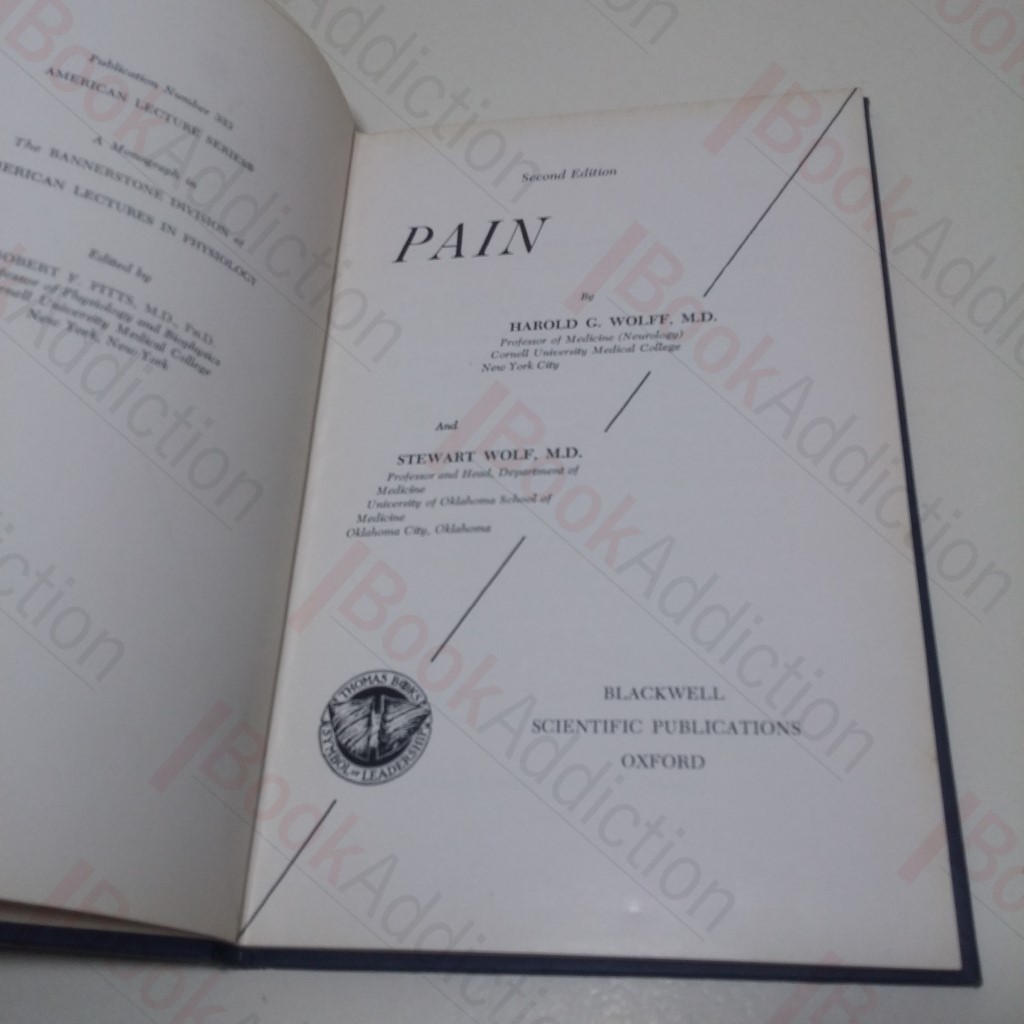 Publication Number 383
AMERICAN LECTURE SERIES®
A Monograph in
The BANNERSTONE DIVISION of
AMERICAN LECTURES IN PHYSIOLOGY
Edited by
ROBERT F. PITTS, M.D., PH.D.
Professor of Physiology and Biophysics
Cornell University Medical College
New York, New York
Second Edition
PAIN
By
HAROLD G. WOLFF, M.D.
Professor of Medicine (Neurology)
Cornell University Medical College
New York City
And
STEWART WOLF, M.D.
Professor and Head, Department of
Medicine
University of Oklahoma School of
Medicine
Oklahoma City, Oklahoma
THOMAS BOOKS
SYMBOL OF LEADERSHIP
BLACKWELL
SCIENTIFIC PUBLICATIONS
OXFORD
BookAddiction